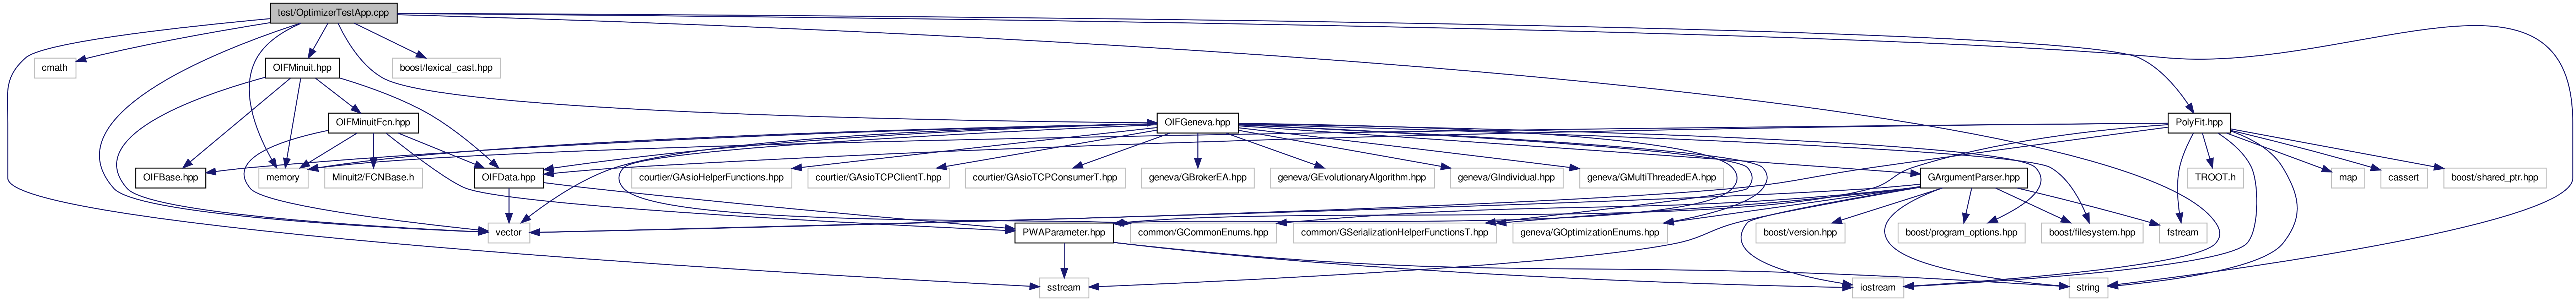 test/OptimizerTestApp.cpp
cmath
OIFMinuit.hpp
boost/lexical_cast.hpp
OIFMinuitFcn.hpp
OIFGeneva.hpp
PolyFit.hpp
OIFBase.hpp
memory
Minuit2/FCNBase.h
OIFData.hpp
courtier/GAsioHelperFunctions.hpp
courtier/GAsioTCPClientT.hpp
courtier/GAsioTCPConsumerT.hpp
geneva/GBrokerEA.hpp
geneva/GEvolutionaryAlgorithm.hpp
geneva/GIndividual.hpp
geneva/GMultiThreadedEA.hpp
GArgumentParser.hpp
TROOT.h
map
cassert
boost/shared_ptr.hpp
vector
PWAParameter.hpp
common/GCommonEnums.hpp
common/GSerializationHelperFunctionsT.hpp
geneva/GOptimizationEnums.hpp
boost/version.hpp
boost/program_options.hpp
boost/filesystem.hpp
fstream
sstream
iostream
string